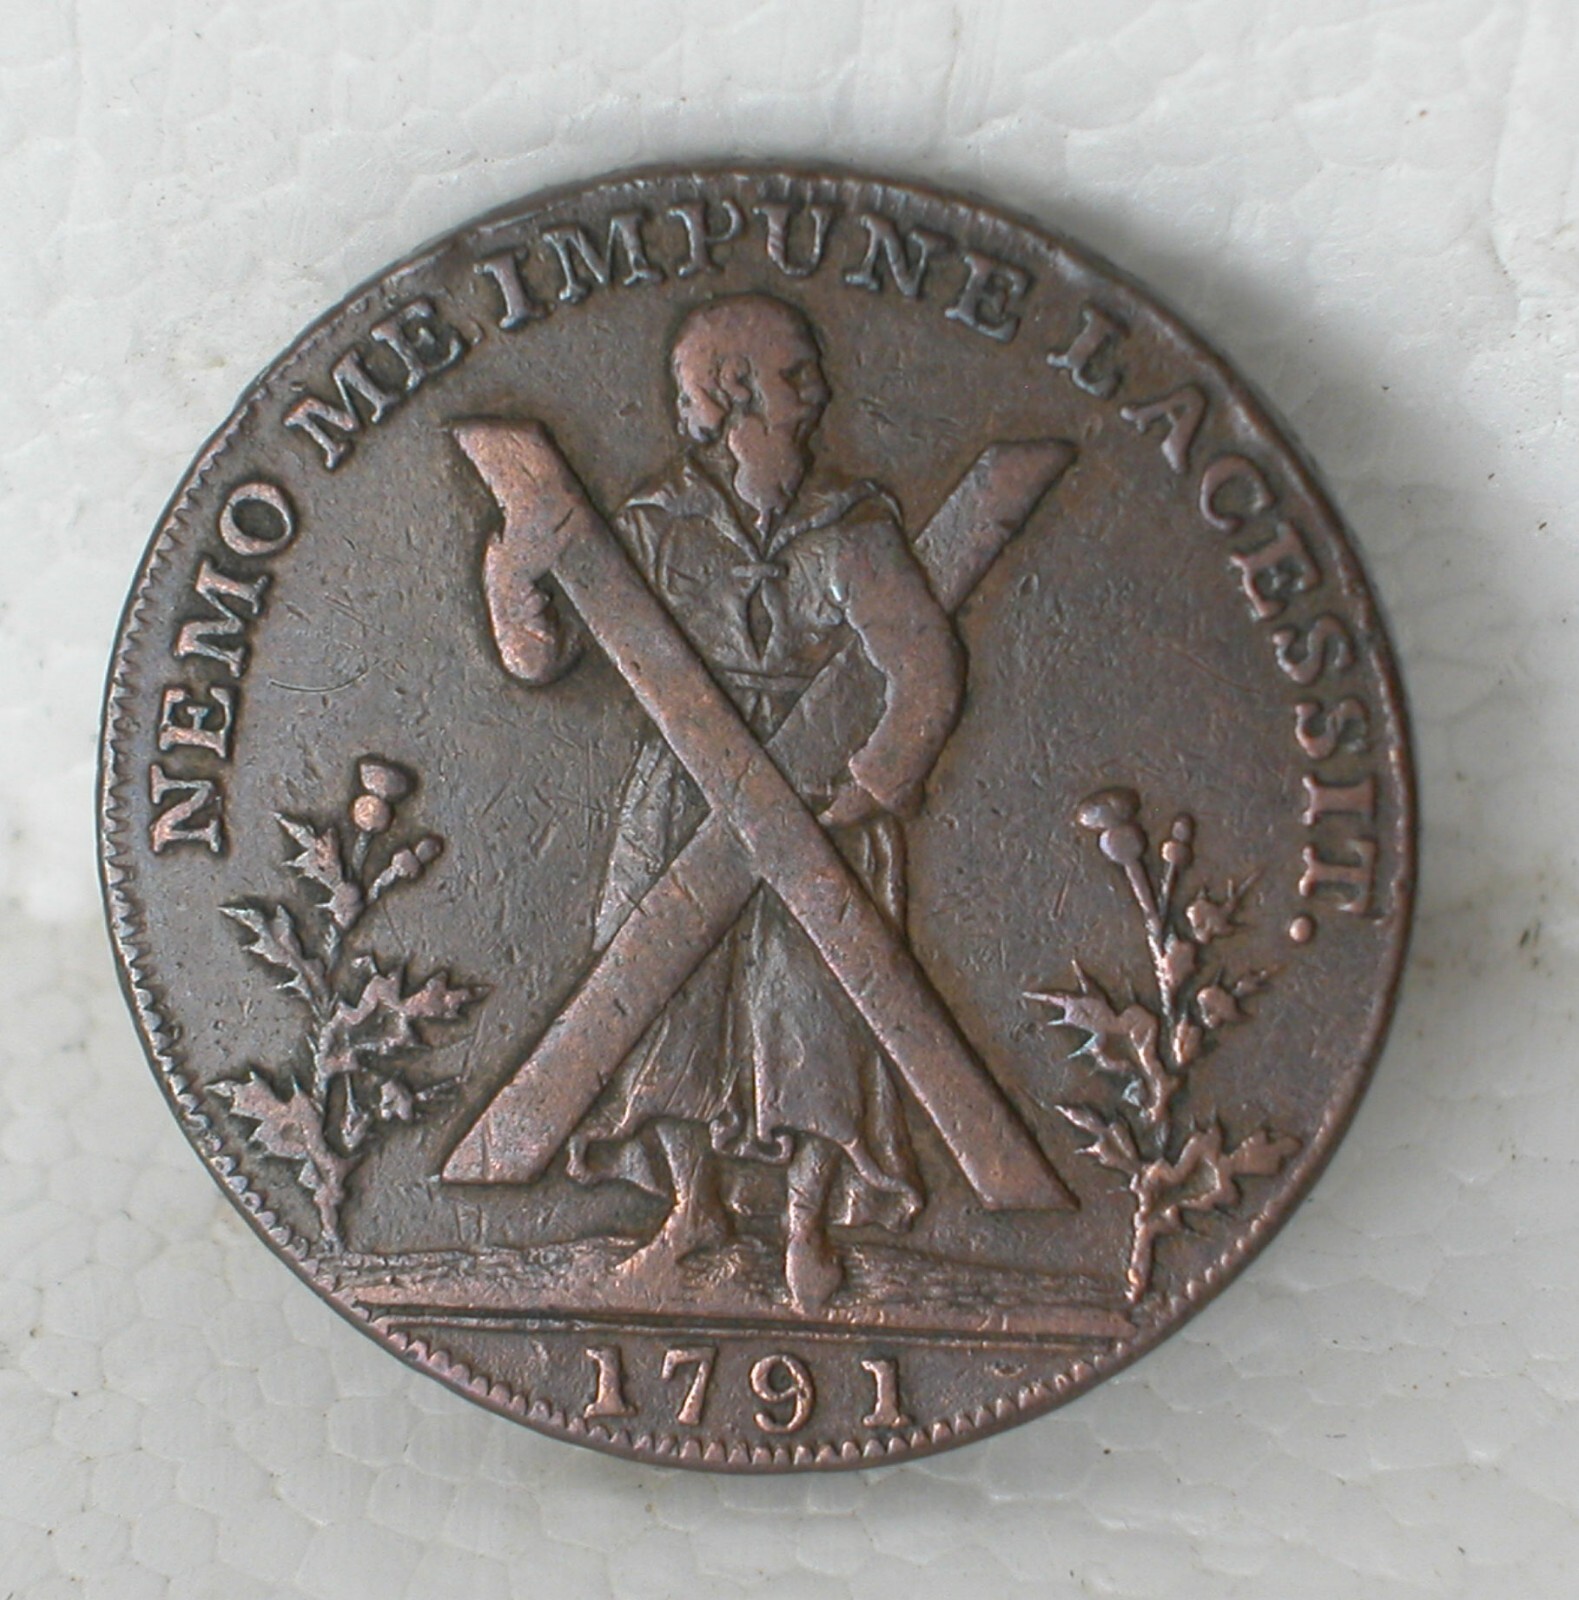 NEMO ME IMPUNE LACESSIT.
1791